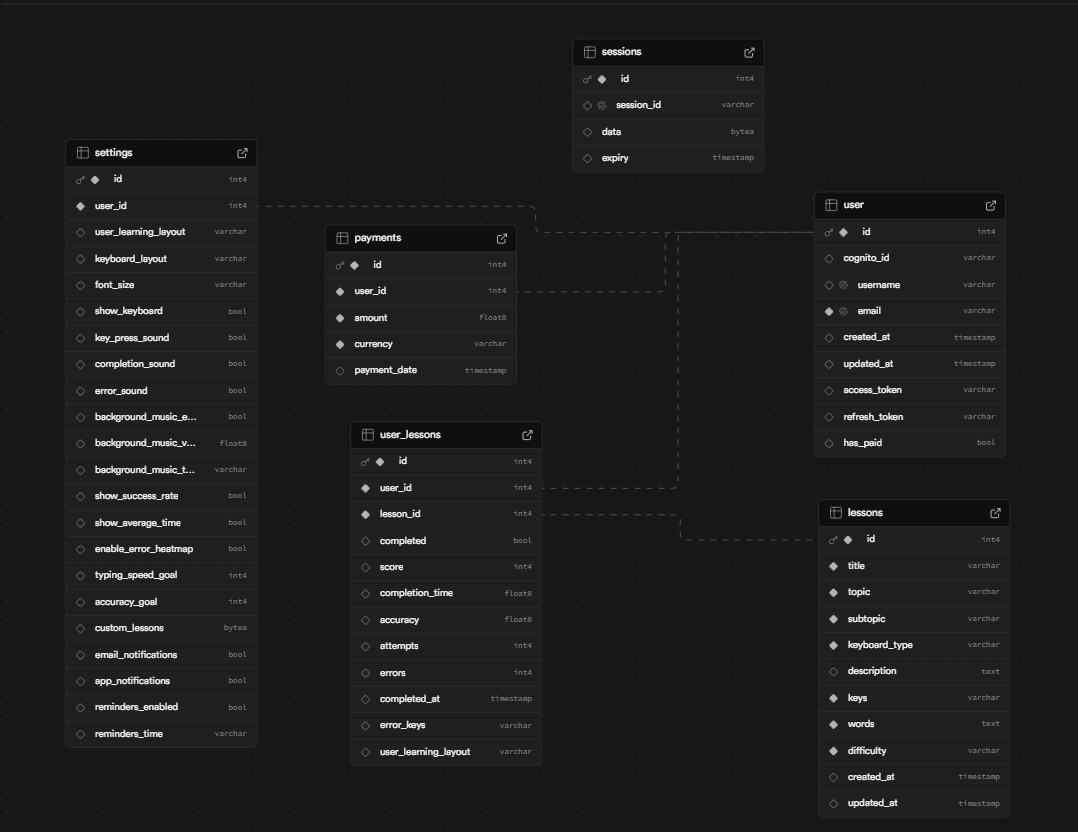 sessions
id int4
session_id varchar
data bytea
expiry timestamp
settings
id int4
user_id int4
user_learning_layout varchar
keyboard_layout varchar
font_size varchar
show_keyboard bool
key_press_sound bool
completion_sound bool
error_sound bool
background_music_e... bool
background_music_v... float8
background_music_t... varchar
show_success_rate bool
show_average_time bool
enable_error_heatmap bool
typing_speed_goal int4
accuracy_goal int4
custom_lessons bytea
email_notifications bool
app_notifications bool
reminders_enabled bool
reminders_time varchar
payments
id int4
user_id int4
amount float8
currency varchar
payment_date timestamp
user
id int4
cognito_id varchar
username varchar
email varchar
created_at timestamp
updated_at timestamp
access_token varchar
refresh_token varchar
has_paid bool
user_lessons
id int4
user_id int4
lesson_id int4
completed bool
score int4
completion_time float8
accuracy float8
attempts int4
errors int4
completed_at timestamp
error_keys varchar
user_learning_layout varchar
lessons
id int4
title varchar
topic varchar
subtopic varchar
keyboard_type varchar
description text
keys varchar
words text
difficulty varchar
created_at timestamp
updated_at timestamp